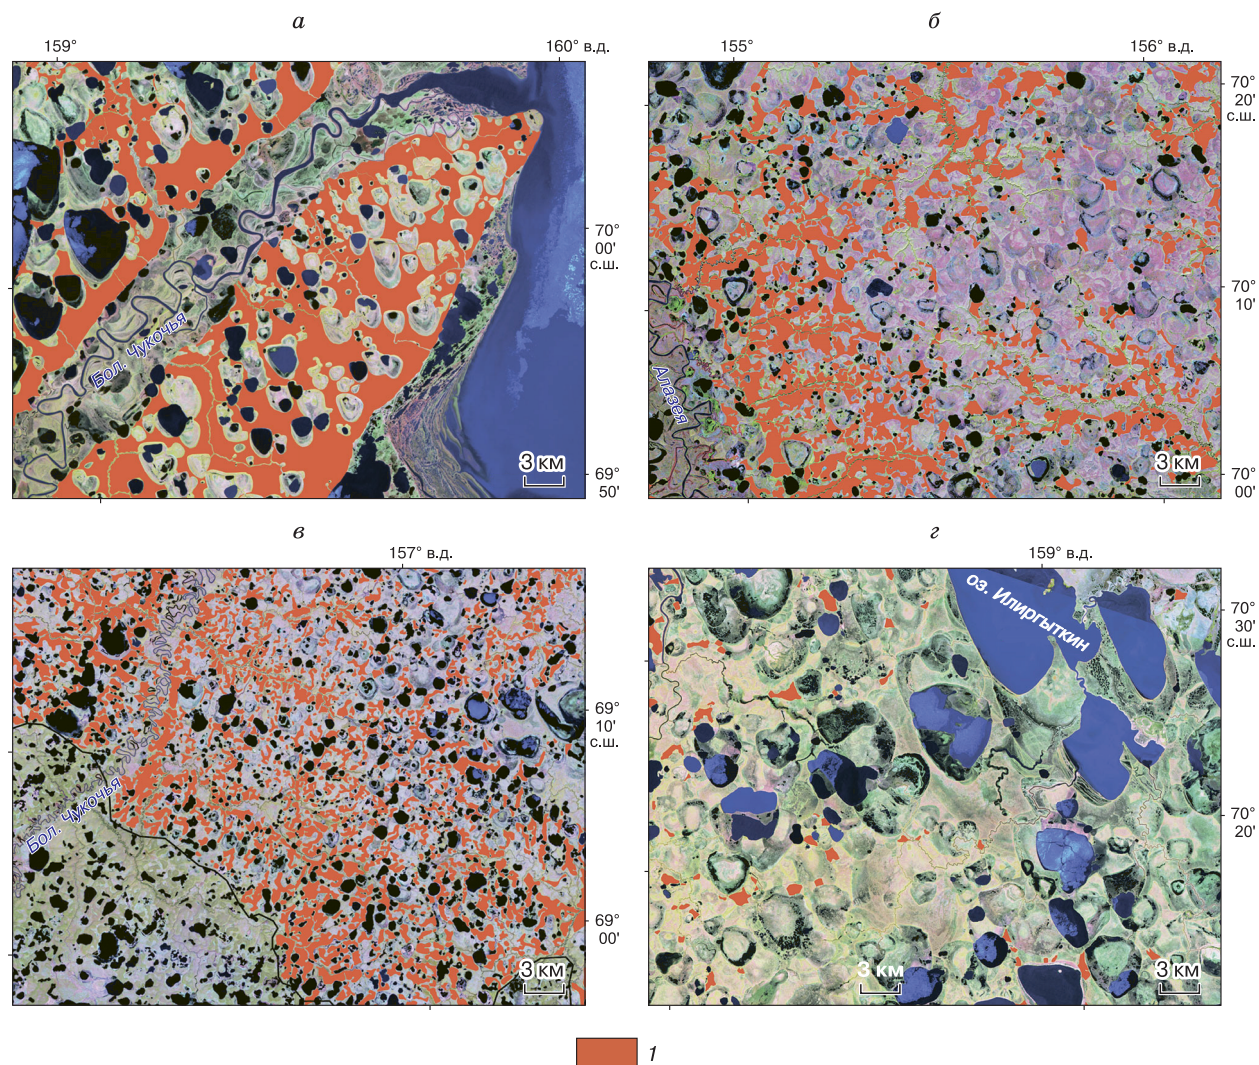 а
б
159°
160° в.д.
155°
156° в.д.
70°
20'
с.ш.
70°
00'
с.ш.
70°
10'
Бол. Чукочья
Алазея
3 км
69°
50'
3 км
70°
00'
в
г
157° в.д.
159° в.д.
оз. Илиргыткин
70°
30'
с.ш.
69°
10'
с.ш.
Бол. Чукочья
70°
20'
69°
00'
3 км
3 км
3 км
1